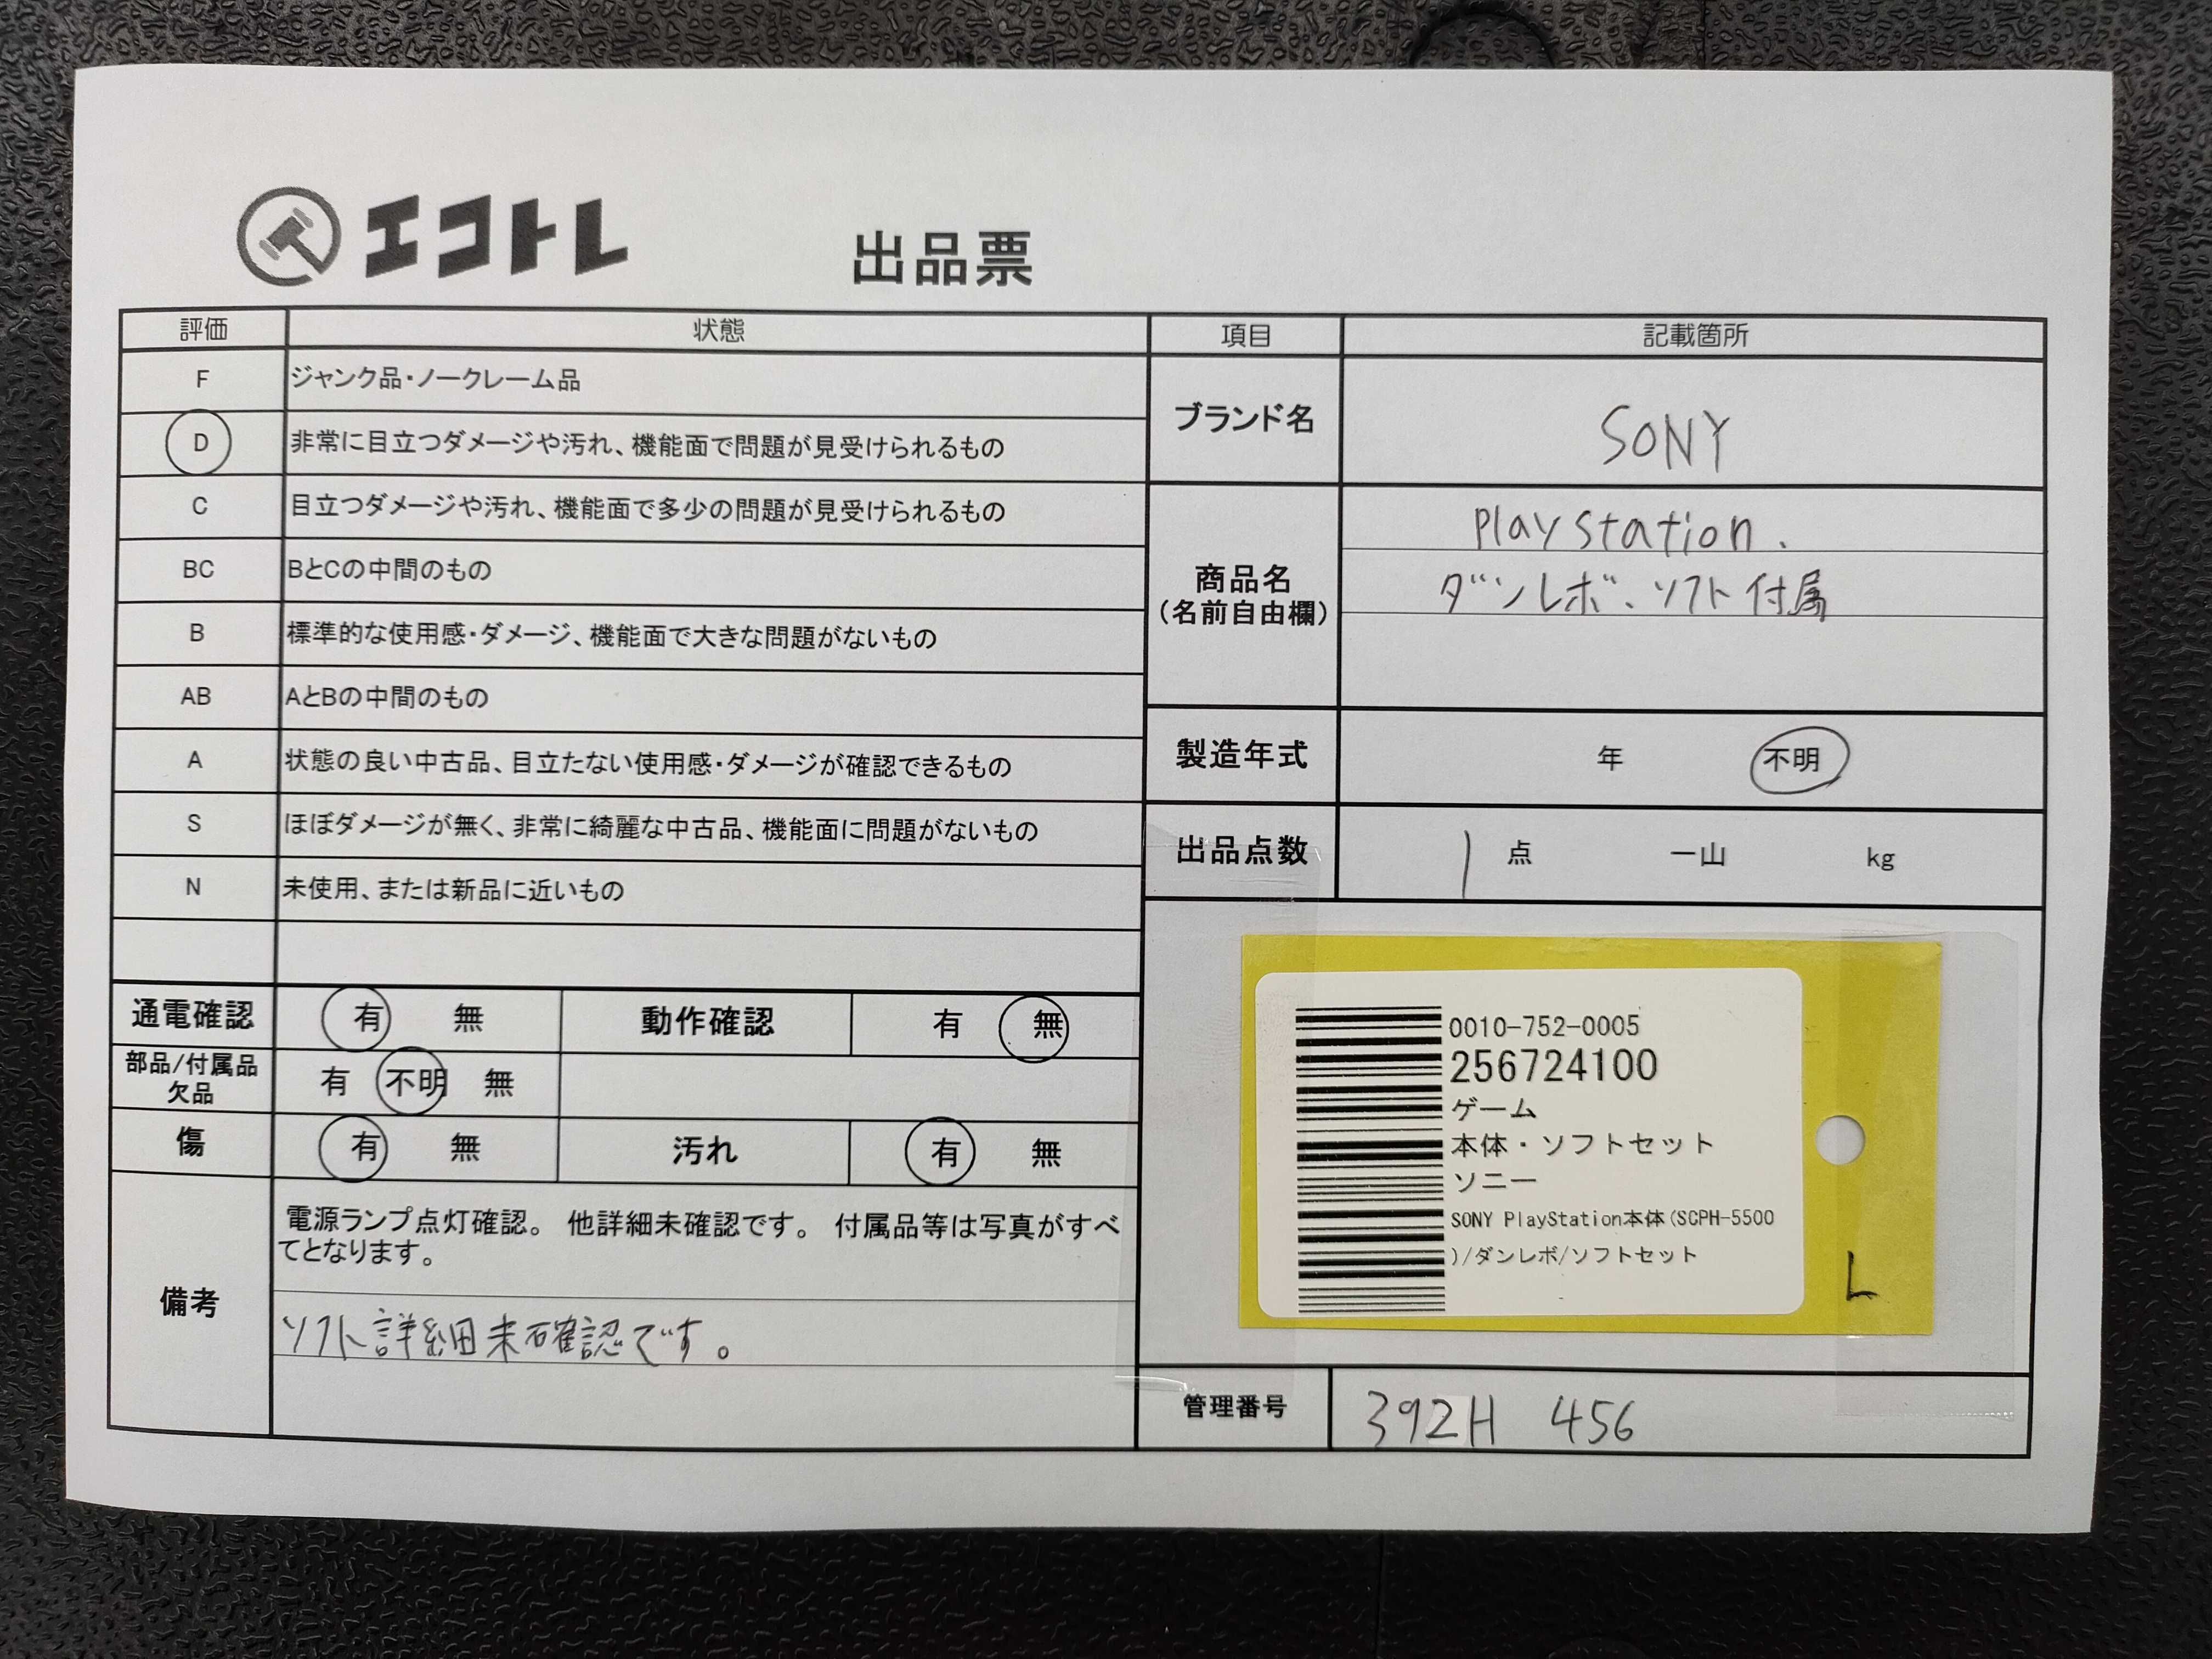 エコトレ
出品票
評価 状態
F ジャンク品・ノークレーム品
D 非常に目立つダメージや汚れ、機能面で問題が見受けられるもの
C 目立つダメージや汚れ、機能面で多少の問題が見受けられるもの
BC BとCの中間のもの
B 標準的な使用感・ダメージ、機能面で大きな問題がないもの
AB AとBの中間のもの
A 状態の良い中古品、目立たない使用感・ダメージが確認できるもの
S ほぼダメージが無く、非常に綺麗な中古品、機能面に問題がないもの
N 未使用、または新品に近いもの
通電確認 有 無 動作確認 有 無
部品/付属品
欠品
有 不明 無
傷 有 無 汚れ 有 無
備考
電源ランプ点灯確認。 他詳細未確認です。 付属品等は写真がすべ
てとなります。
ソフト詳細未確認です。
項目 記載箇所
ブランド名 SONY
商品名
(名前自由欄)
PlayStation.
ダンレボ、ソフト付属
製造年式 年 不明
出品点数 1 点 一山 kg
0010-752-0005
256724100
ゲーム
本体・ソフトセット
ソニー
SONY PlayStation本体(SCPH-5500
)/ダンレボ/ソフトセット
L
管理番号 392H 456